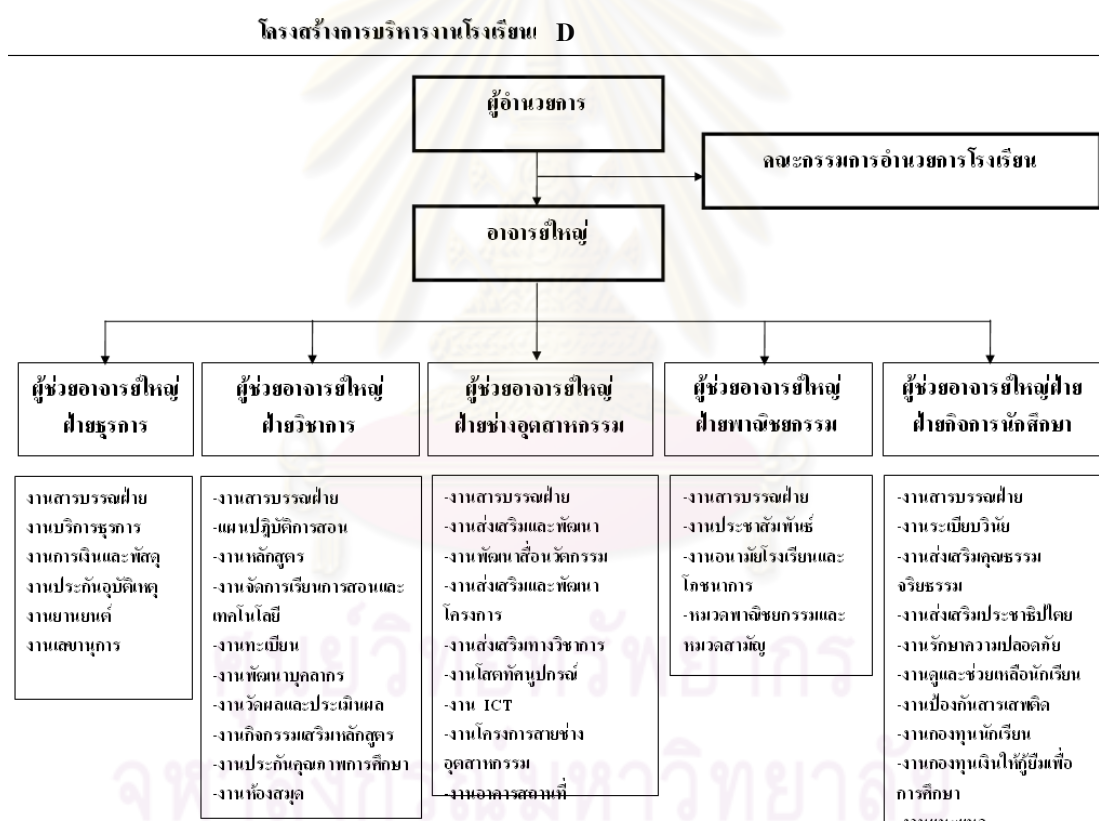 โครงสร้างการบริหารงานโรงเรียน D
ผู้อำนวยการ
คณะกรรมการอำนวยการโรงเรียน
อาจารย์ใหญ่
ผู้ช่วยอาจารย์ใหญ่
ฝ่ายธุรการ
งานสารบรรณฝ่าย
งานบริการธุรการ
งานการเงินและพัสดุ
งานประกันอุบัติเหตุ
งานยานยนต์
งานเลขานุการ
ผู้ช่วยอาจารย์ใหญ่
ฝ่ายวิชาการ
-งานสารบรรณฝ่าย
-แผนปฎิบัติการสอน
-งานหลักสูตร
-งานจัดการเรียนการสอนและ
เทคโนโลยี
-งานทะเบียน
-งานพัฒนาบุคลากร
-งานวัดผลและประเมินผล
-งานกิจกรรมเสริมหลักสูตร
-งานประกันคุณภาพการศึกษา
-งานห้องสมุด
ผู้ช่วยอาจารย์ใหญ่
ฝ่ายช่างอุตสาหกรรม
-งานสารบรรณฝ่าย
-งานส่งเสริมและพัฒนา
-งานพัฒนาสื่อนวัตกรรม
-งานส่งเสริมและพัฒนา
โครงการ
-งานส่งเสริมทางวิชาการ
-งานโสตทัศนูปกรณ์
-งาน ICT
-งานโครงการสายช่าง
อุตสาหกรรม
-งานอาคารสถานที่
ผู้ช่วยอาจารย์ใหญ่
ฝ่ายพาณิชยกรรม
-งานสารบรรณฝ่าย
-งานประชาสัมพันธ์
-งานอนามัยโรงเรียนและ
โภชนาการ
-หมวดพาณิชยกรรมและ
หมวดสามัญ
ผู้ช่วยอาจารย์ใหญ่ฝ่าย
ฝ่ายกิจการนักศึกษา
-งานสารบรรณฝ่าย
-งานระเบียบวินัย
-งานส่งเสริมคุณธรรม
จริยธรรม
-งานส่งเสริมประชาธิปไตย
-งานรักษาความปลอดภัย
-งานดูและช่วยเหลือนักเรียน
-งานป้องกันสารเสพติด
-งานกองทุนนักเรียน
-งานกองทุนเงินให้กู้ยืมเพื่อ
การศึกษา
ศูนย์วิทยทรัพยากร
จุฬาลงกรณ์มหาวิทยาลัย